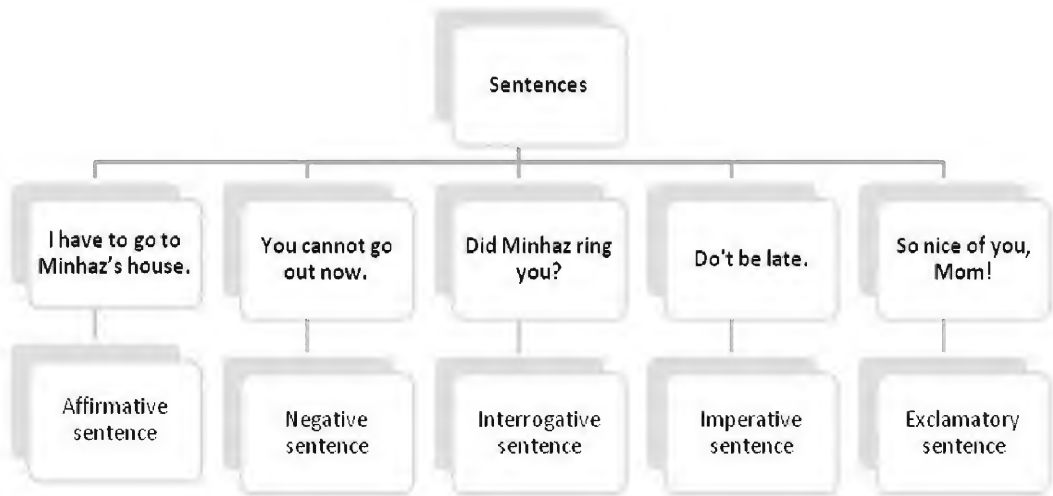 Sentences
I have to go to
Minhaz's house.
You cannot go
out now.
Did Minhaz ring
you?
Do't be late.
So nice of you,
Mom!
Affirmative
sentence
Negative
sentence
Interrogative
sentence
Imperative
sentence
Exclamatory
sentence